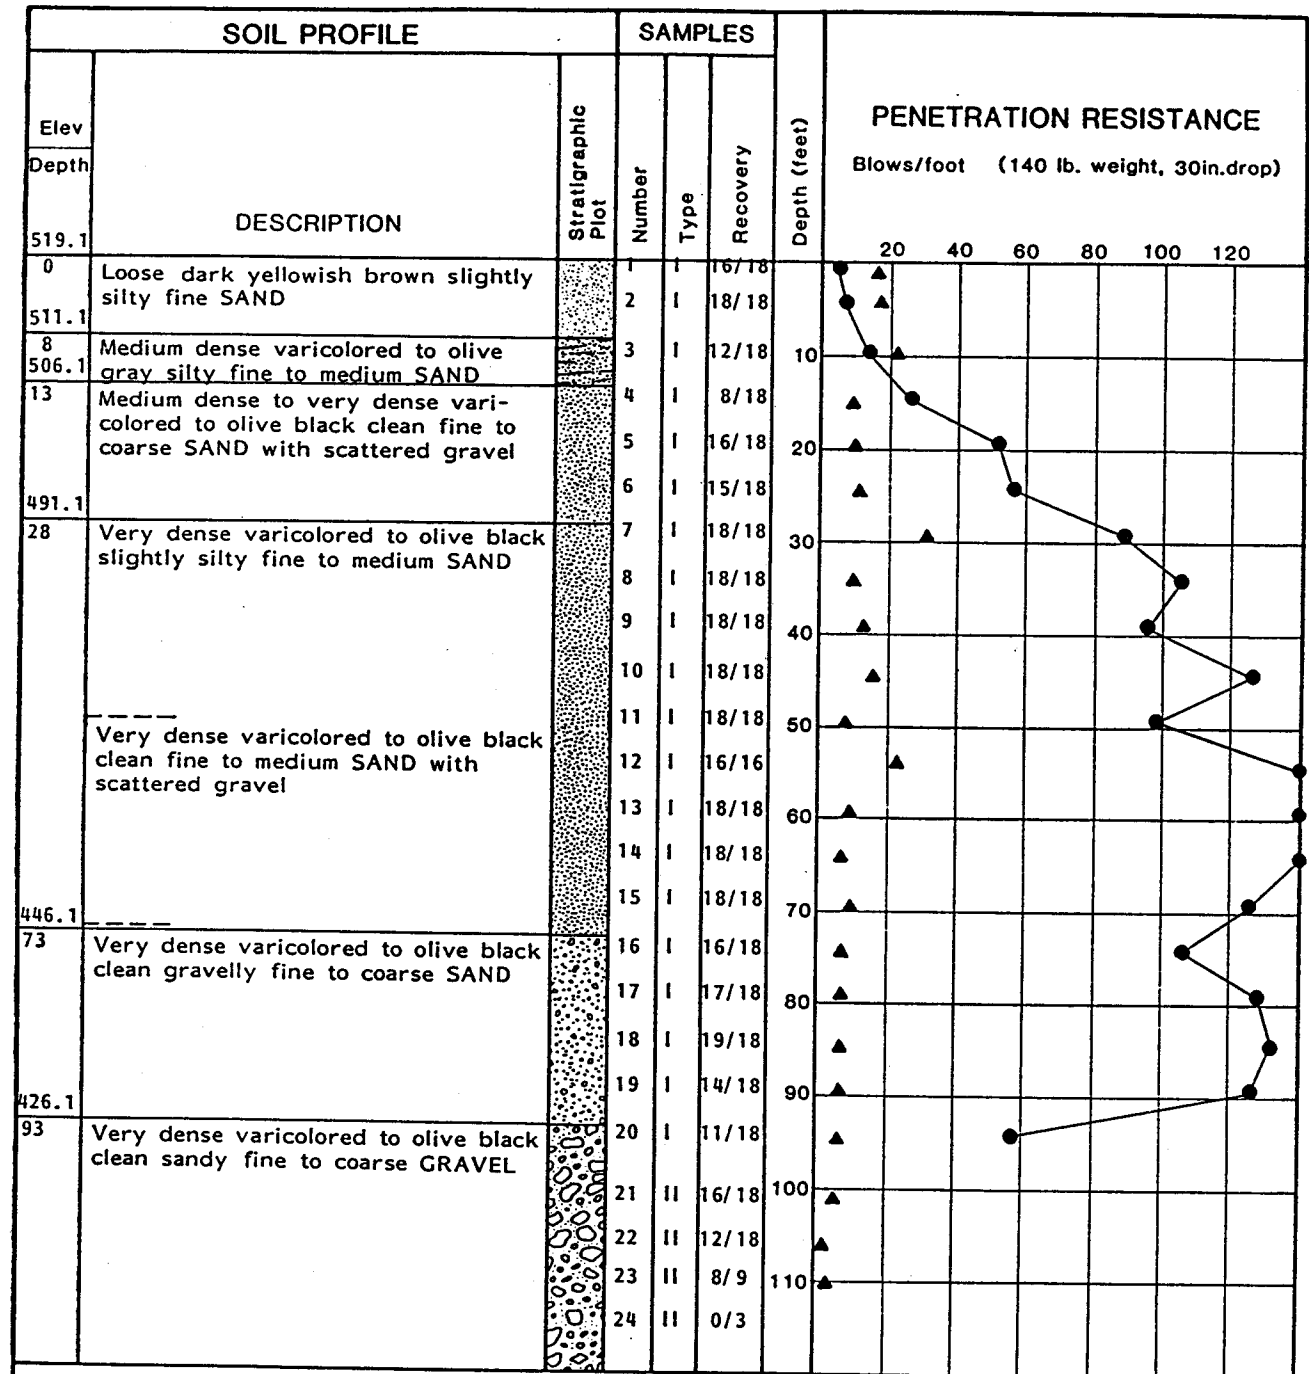 SOIL PROFILE
SAMPLES
Elev
Depth
519.1
DESCRIPTION
Stratigraphic
Plot
Number
Type
Recovery
Depth (feet)
PENETRATION RESISTANCE
Blows/foot (140 lb. weight, 30in.drop)
20 40 60 80 100 120
0
Loose dark yellowish brown slightly
silty fine SAND
511.1
8
Medium dense varicolored to olive
gray silty fine to medium SAND
506.1
13
Medium dense to very dense vari-
colored to olive black clean fine to
coarse SAND with scattered gravel
491.1
28
Very dense varicolored to olive black
slightly silty fine to medium SAND
Very dense varicolored to olive black
clean fine to medium SAND with
scattered gravel
446.1
73
Very dense varicolored to olive black
clean gravelly fine to coarse SAND
426.1
93
Very dense varicolored to olive black
clean sandy fine to coarse GRAVEL
1 I 16/18
2 I 18/18
3 I 12/18
4 I 8/18
5 I 16/18
6 I 15/18
7 I 18/18
8 I 18/18
9 I 18/18
10 I 18/18
11 I 18/18
12 I 16/16
13 I 18/18
14 I 18/18
15 I 18/18
16 I 16/18
17 I 17/18
18 I 19/18
19 I 14/18
20 I 11/18
21 II 16/18
22 II 12/18
23 II 8/9
24 II 0/3
10
20
30
40
50
60
70
80
90
100
110